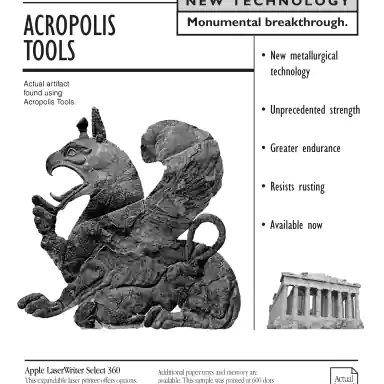 NEW TECHNOLOGY
Monumental breakthrough.
ACROPOLIS
TOOLS
Actual artifact
found using
Acropolis Tools.
• New metallurgical
technology
• Unprecedented strength
• Greater endurance
• Resists rusting
• Available now
Apple LaserWriter Select 360
This expandable laser printer offers options.
Additional paper trays and memory are
available. This sample was printed at 600 dots
Actual